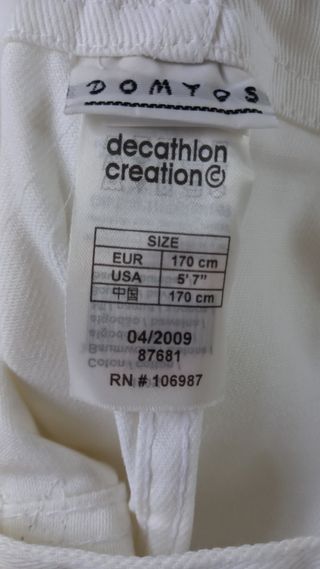 DOMYOS
decathlon
creation©
SIZE
EUR 170 cm
USA 5' 7"
中国 170 cm
04/2009
87681
RN # 106987